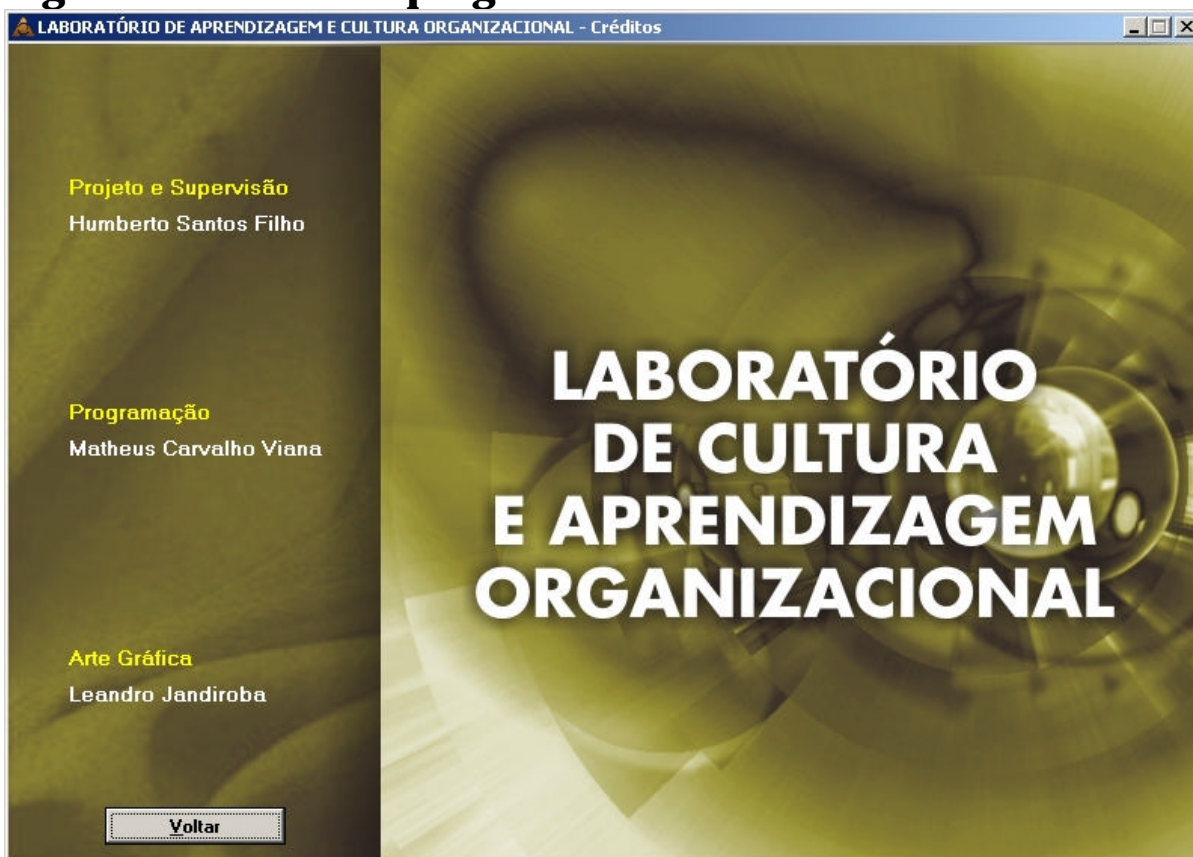 LABORATÓRIO DE APRENDIZAGEM E CULTURA ORGANIZACIONAL - Créditos
Projeto e Supervisão
Humberto Santos Filho
Programação
Matheus Carvalho Viana
Arte Gráfica
Leandro Jandiroba
Voltar
LABORATÓRIO
DE CULTURA
E APRENDIZAGEM
ORGANIZACIONAL